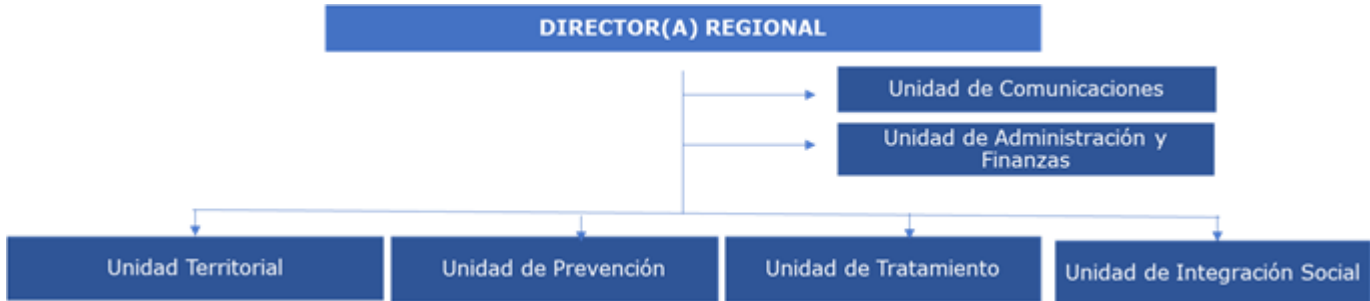 DIRECTOR(A) REGIONAL
Unidad de Comunicaciones
Unidad de Administración y
Finanzas
Unidad Territorial
Unidad de Prevención
Unidad de Tratamiento
Unidad de Integración Social